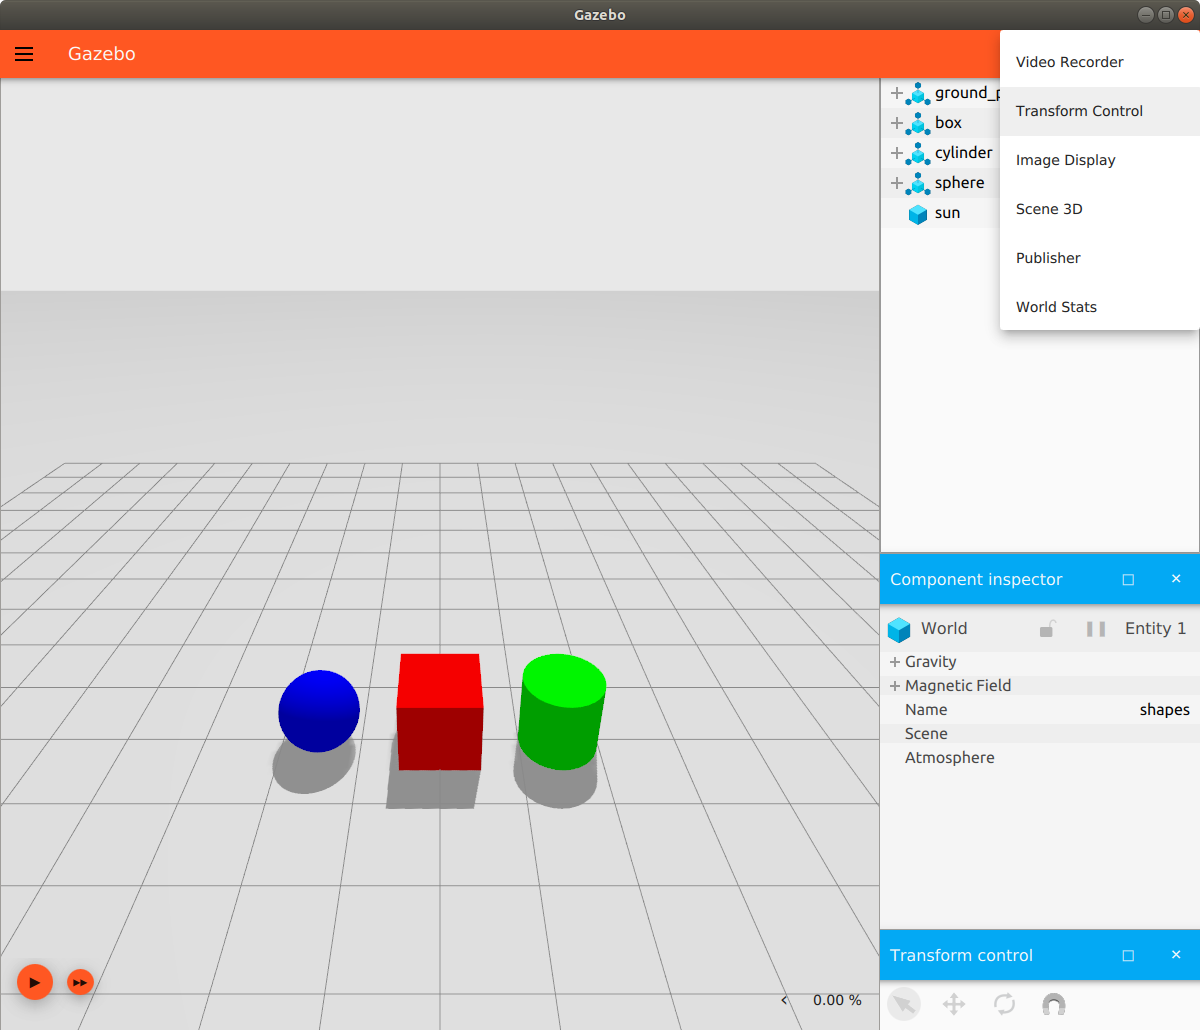 Gazebo
Gazebo
Video Recorder
Transform Control
Image Display
Scene 3D
Publisher
World Stats
ground_p
box
cylinder
sphere
sun
Component inspector
World Entity 1
Gravity
Magnetic Field
Name shapes
Scene
Atmosphere
Transform control
< 0.00 %